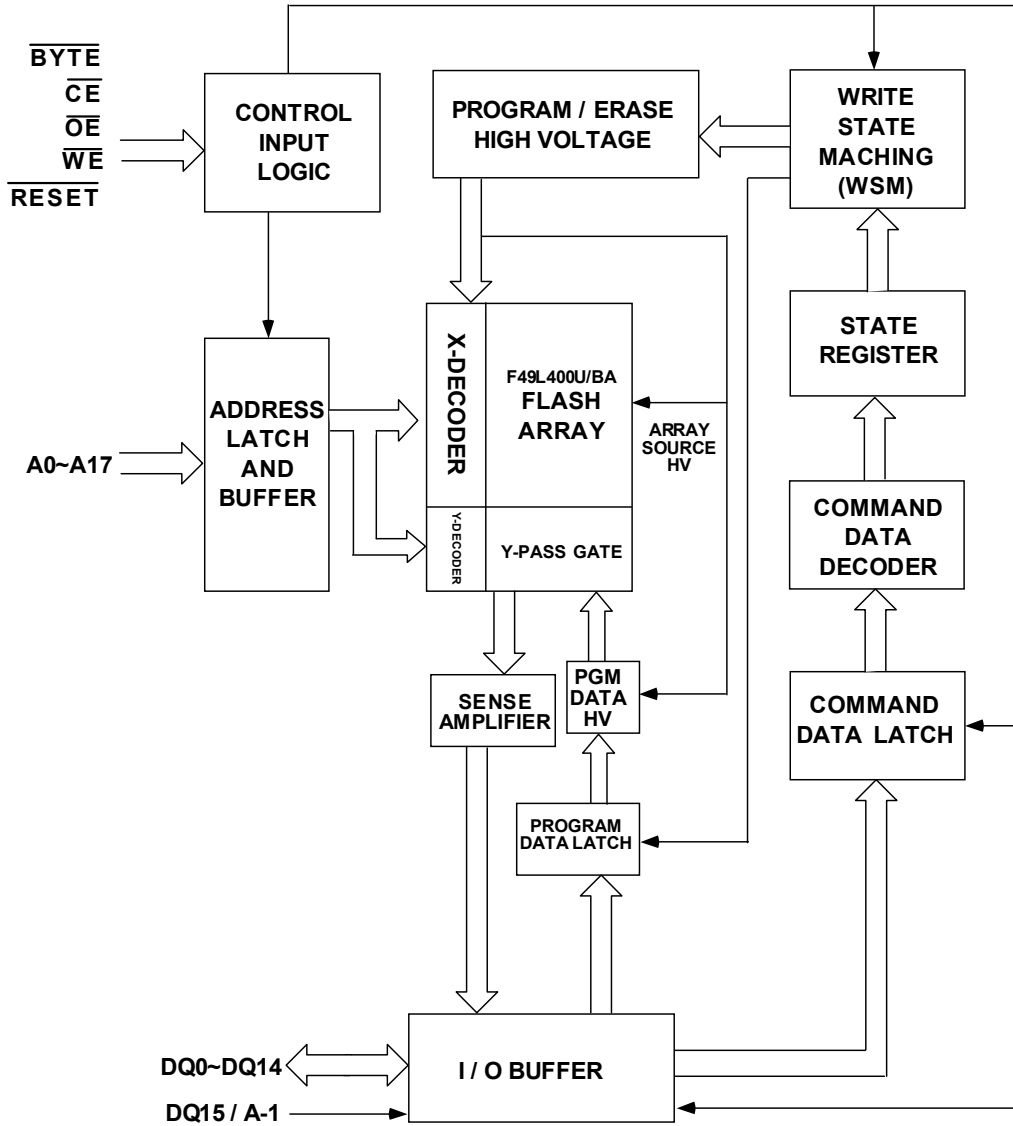 BYTE
CE
OE
WE
RESET
CONTROL
INPUT
LOGIC
PROGRAM / ERASE
HIGH VOLTAGE
WRITE
STATE
MACHING
(WSM)
STATE
REGISTER
X-DECODER
F49L400U/BA
FLASH
ARRAY
ARRAY
SOURCE
HV
ADDRESS
LATCH
AND
BUFFER
A0~A17
Y-DECODER
Y-PASS GATE
COMMAND
DATA
DECODER
SENSE
AMPLIFIER
PGM
DATA
HV
COMMAND
DATA LATCH
PROGRAM
DATA LATCH
I / O BUFFER
DQ0~DQ14
DQ15 / A-1